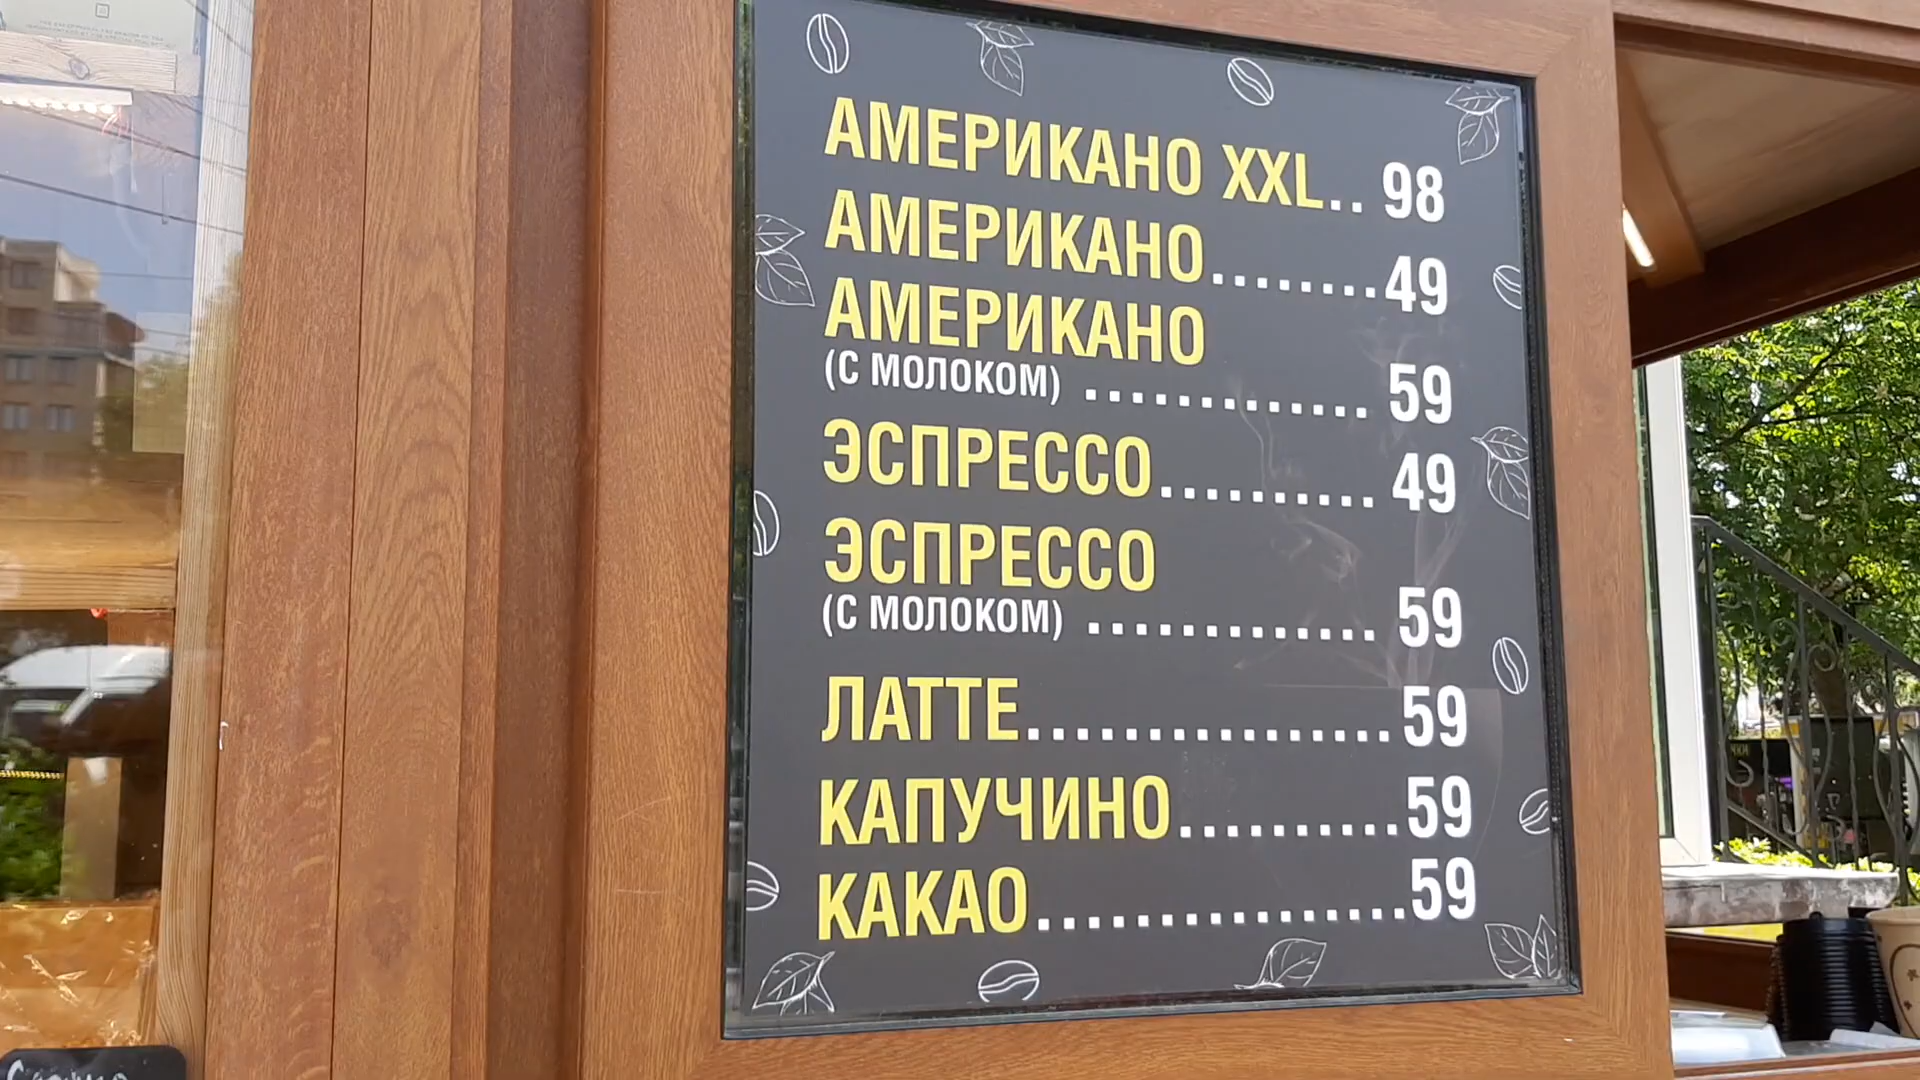 АМЕРИКАНО XXL.. 98
АМЕРИКАНО........49
АМЕРИКАНО
(С МОЛОКОМ) ............. 59
ЭСПРЕССО.......... 49
ЭСПРЕССО
(С МОЛОКОМ) ............. 59
ЛАТТЕ................59
КАПУЧИНО..........59
КАКАО................59